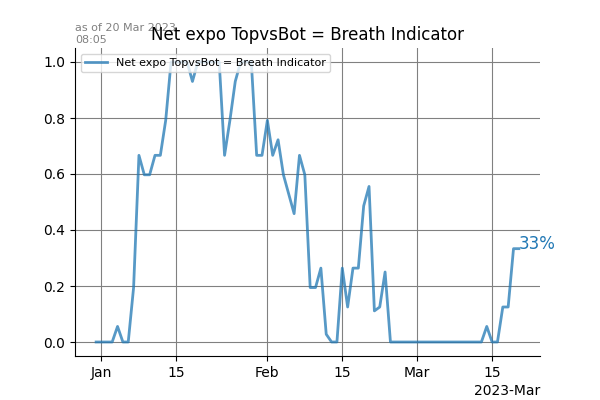 as of 20 Mar 2023
08:05
Net expo TopvsBot = Breath Indicator
Net expo TopvsBot = Breath Indicator
1.0
0.8
0.6
0.4
0.2
0.0
33%
Jan 15 Feb 15 Mar 15
2023-Mar